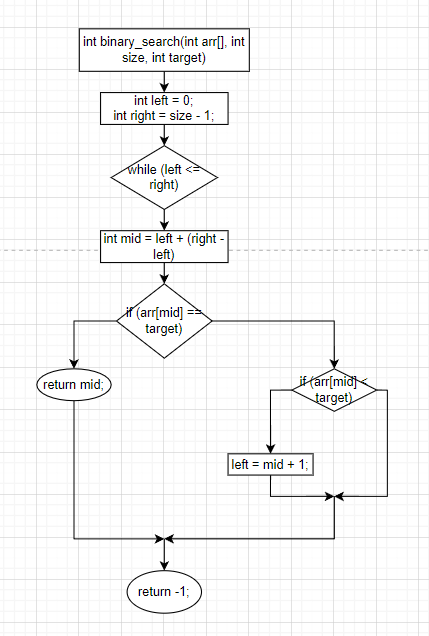 int binary_search(int arr[], int
size, int target)
int left = 0;
int right = size - 1;
while (left <=
right)
int mid = left + (right -
left)
if (arr[mid] ==
target)
return mid;
if (arr[mid] <
target)
left = mid + 1;
return -1;